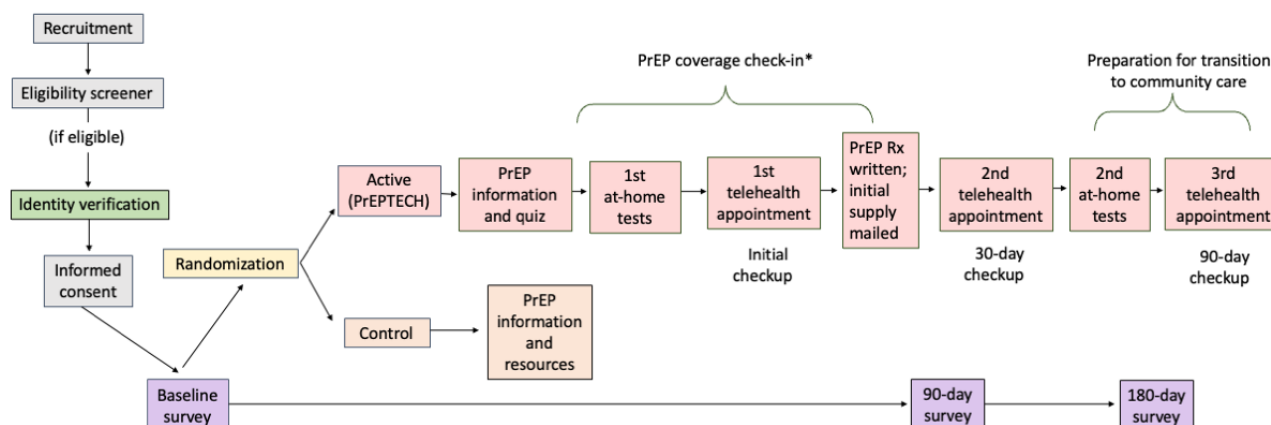 Recruitment
Eligibility screener
(if eligible)
Identity verification
Informed
consent
Baseline
survey
Randomization
Active
(PrEPTECH)
PrEP
information
and quiz
PrEP coverage check-in*
1st
at-home
tests
1st
telehealth
appointment
Initial
checkup
PrEP Rx
written;
initial
supply
mailed
2nd
telehealth
appointment
30-day
checkup
Preparation for transition
to community care
2nd
at-home
tests
3rd
telehealth
appointment
90-day
checkup
Control
PrEP
information
and
resources
90-day
survey
180-day
survey